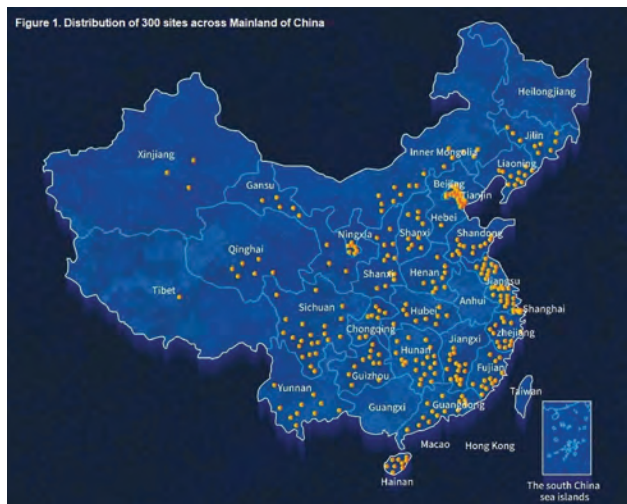 Figure 1. Distribution of 300 sites across Mainland of China
Heilongjiang
Jilin
Xinjiang
Inner Mongolia
Liaoning
Gansu
Beijing
Tianjin
Hebei
Ningxia
Shanxi
Shandong
Qinghai
Shanxi
Henan
Jiangsu
Tibet
Anhui
Shanghai
Sichuan
Hubei
Chongqing
zhejiang
Hunan
Jiangxi
Guizhou
Fujian
Yunnan
Taiwan
Guangxi
Guangdong
Macao
Hong Kong
Hainan
The south China
sea islands